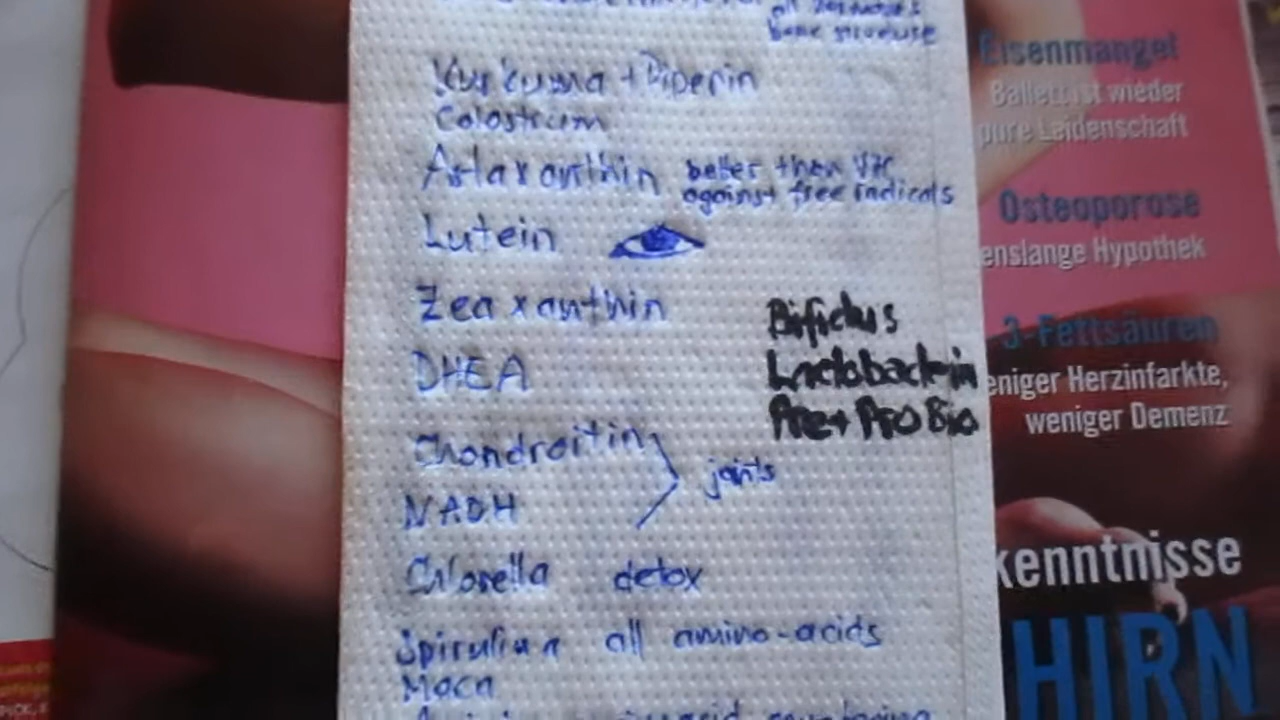 all
bone
Kurkuma + Piperin
Colostrum
Astaxanthin better then Vit C
against free radicals
Lutein
Zeaxanthin
DHEA
Chondroitin
NADH
joints
Chlorella detox
Spirulina all amino-acids
Maca
Bifidus
Pre + Pro Bio
Eisenmangel
Ballett ist wieder
pure Leidenschaft
Osteoporose
enslange Hypothek
3-Fettsäuren
eniger Herzinfarkte,
weniger Demenz
kenntnisse
HIRN